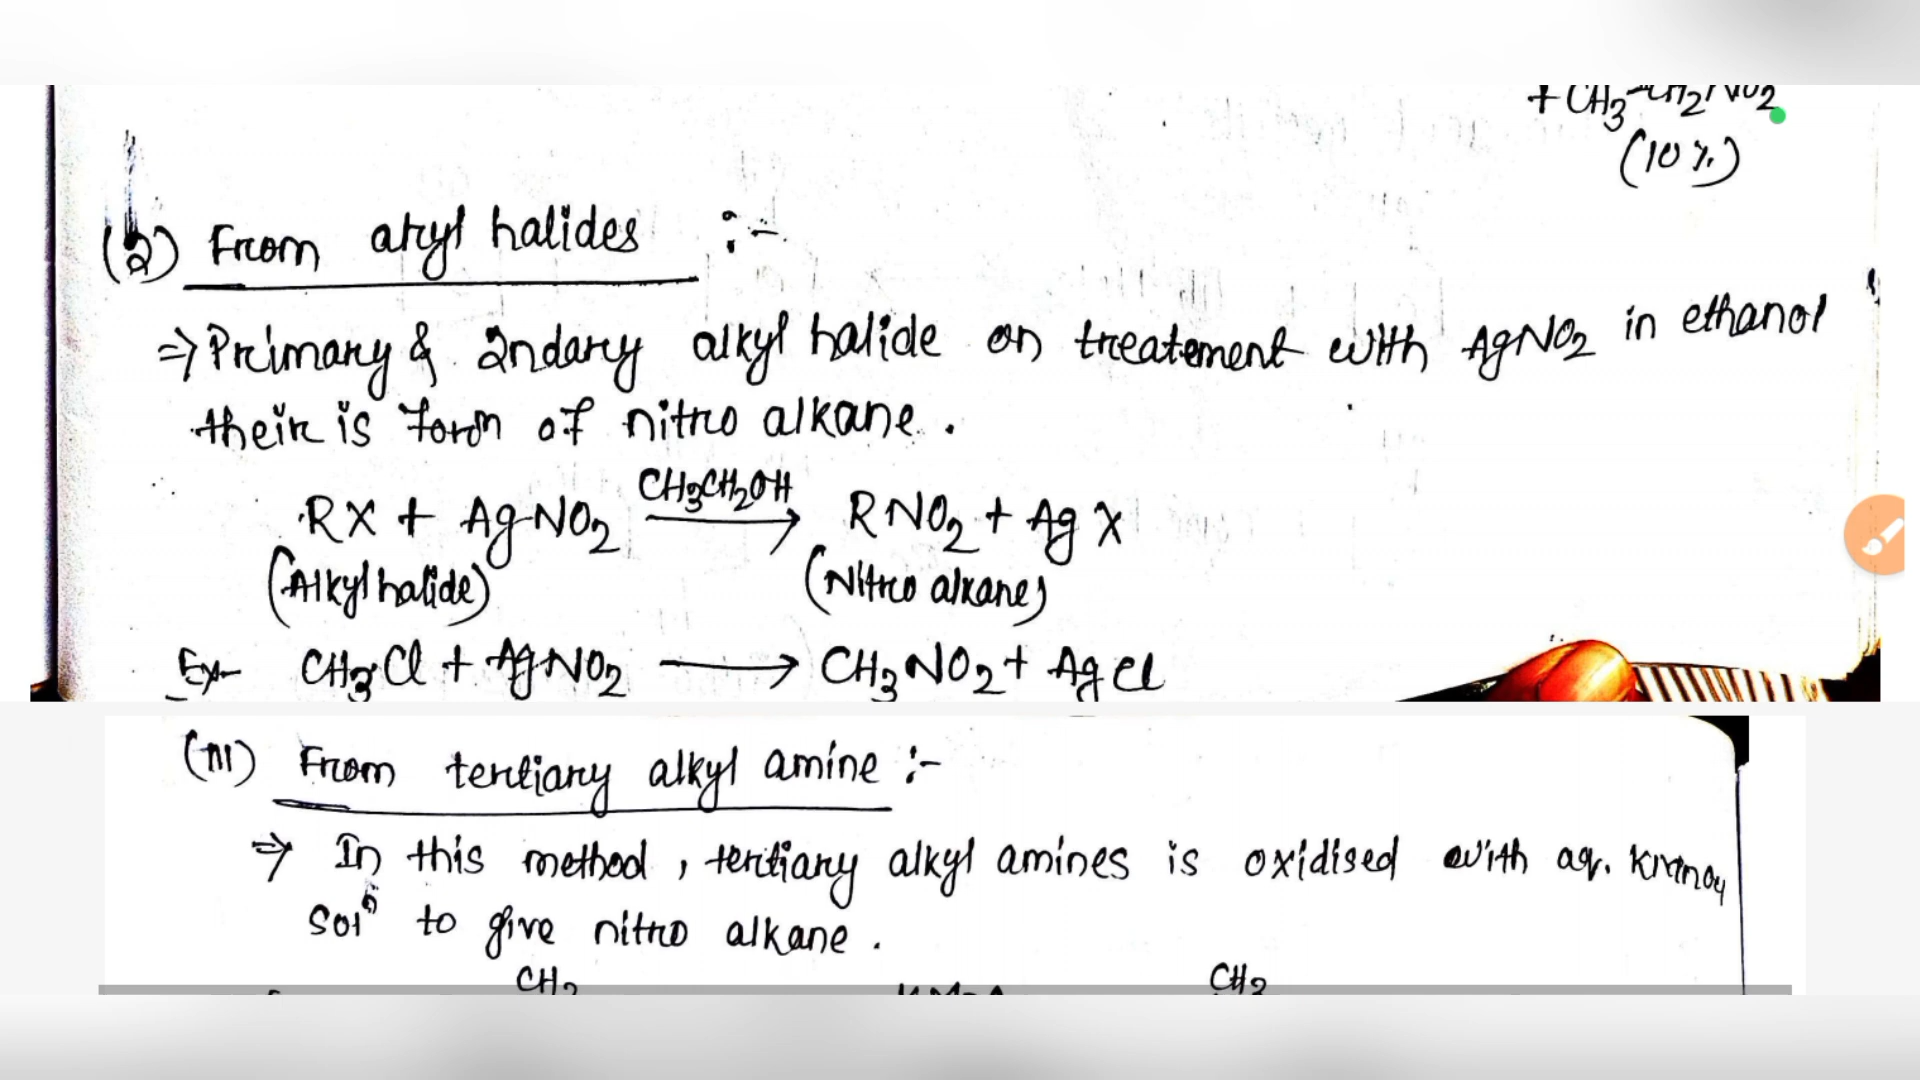 + CH3-CH2NO2
(10%)
(2) From alkyl halides :-
⇒ Primary & 2ndary alkyl halide on treatement with AgNO2 in ethanol
their is form of nitro alkane.
RX + AgNO2 CH3CH2OH → RNO2 + AgX
(Alkyl halide) (Nitro alkane)
Ex- CH3Cl + AgNO2 → CH3NO2 + AgCl
(III) From tertiary alkyl amine :-
⇒ In this method, tertiary alkyl amines is oxidised with aq. KMnO4
Solⁿ to give nitro alkane.
CH3 CH3